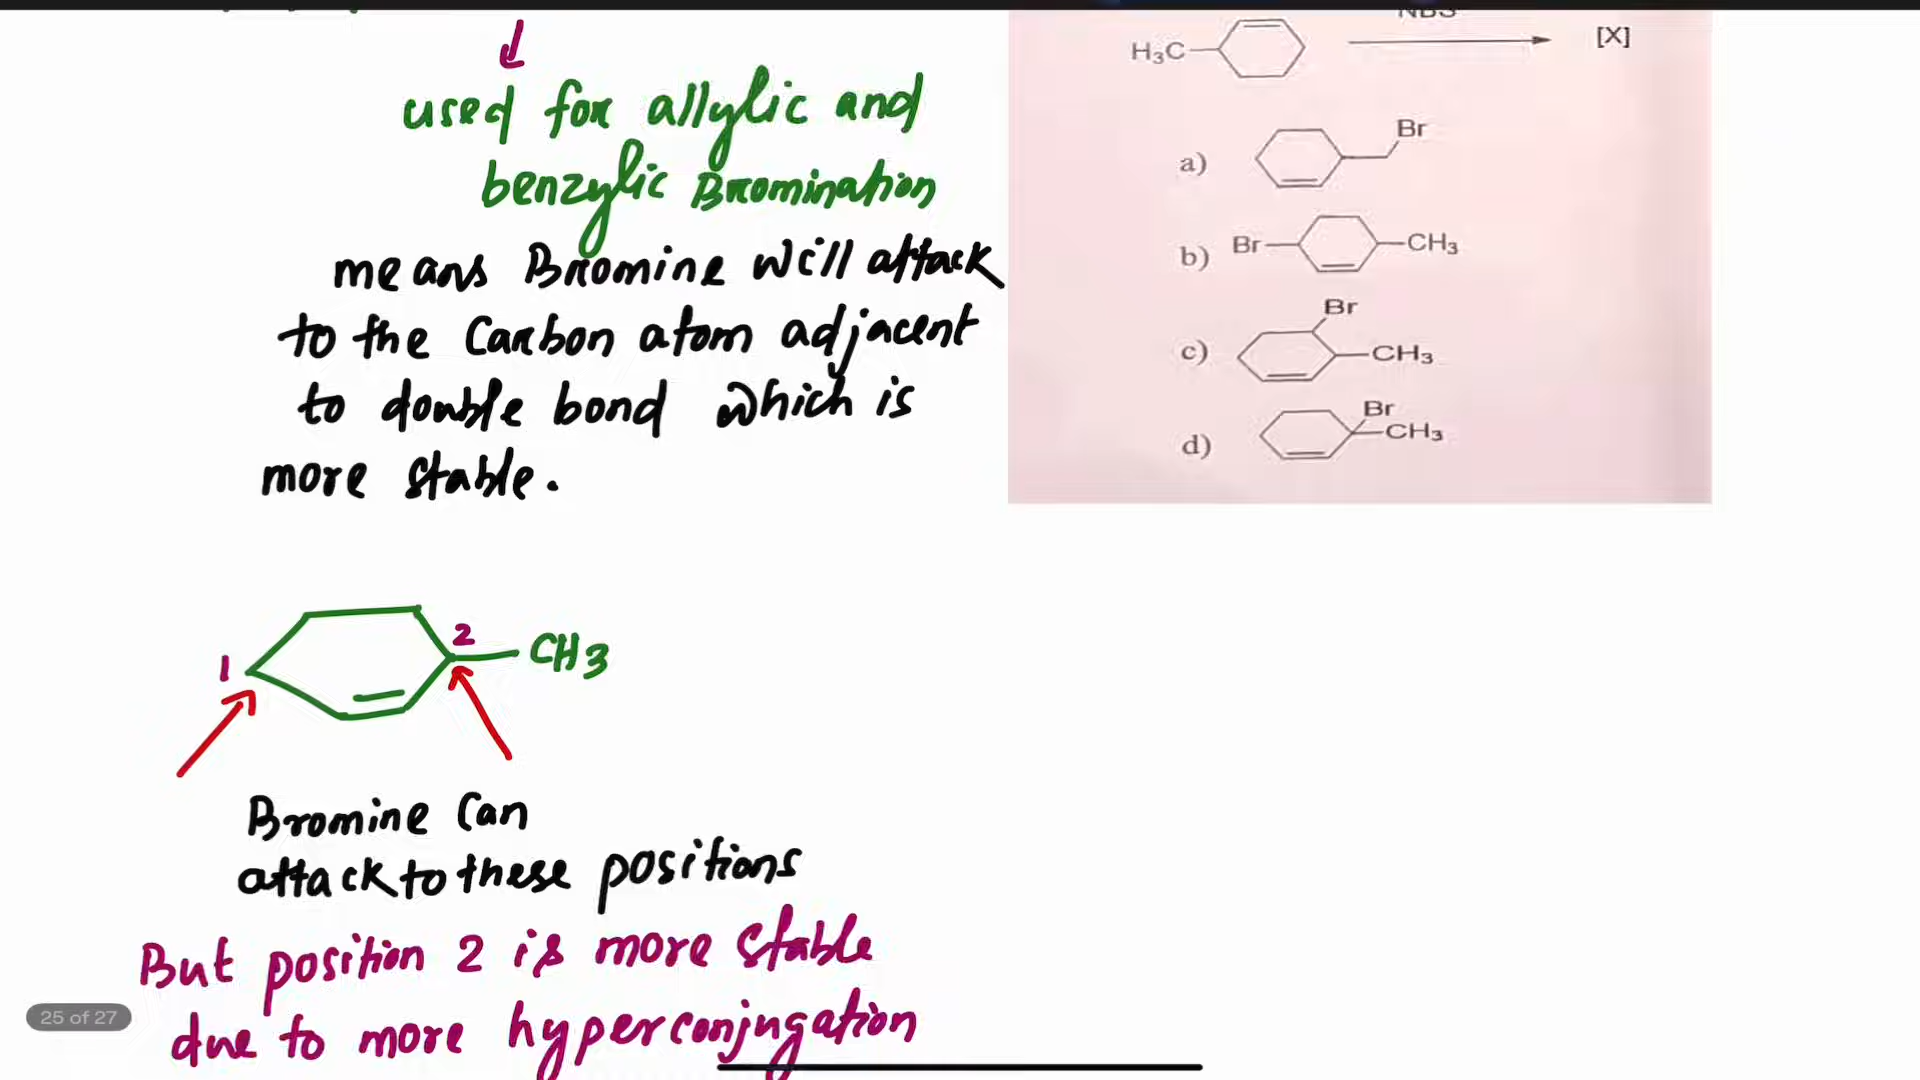 used for allylic and
benzylic Bromination
means Bromine will attack
to the Carbon atom adjacent
to double bond which is
more stable.
1
2
CH3
Bromine Can
attack to these positions
But position 2 is more stable
due to more hyperconjugation
25 of 27
NBS
H3C
[X]
a)
Br
b) Br CH3
Br
c) CH3
Br
CH3
d)